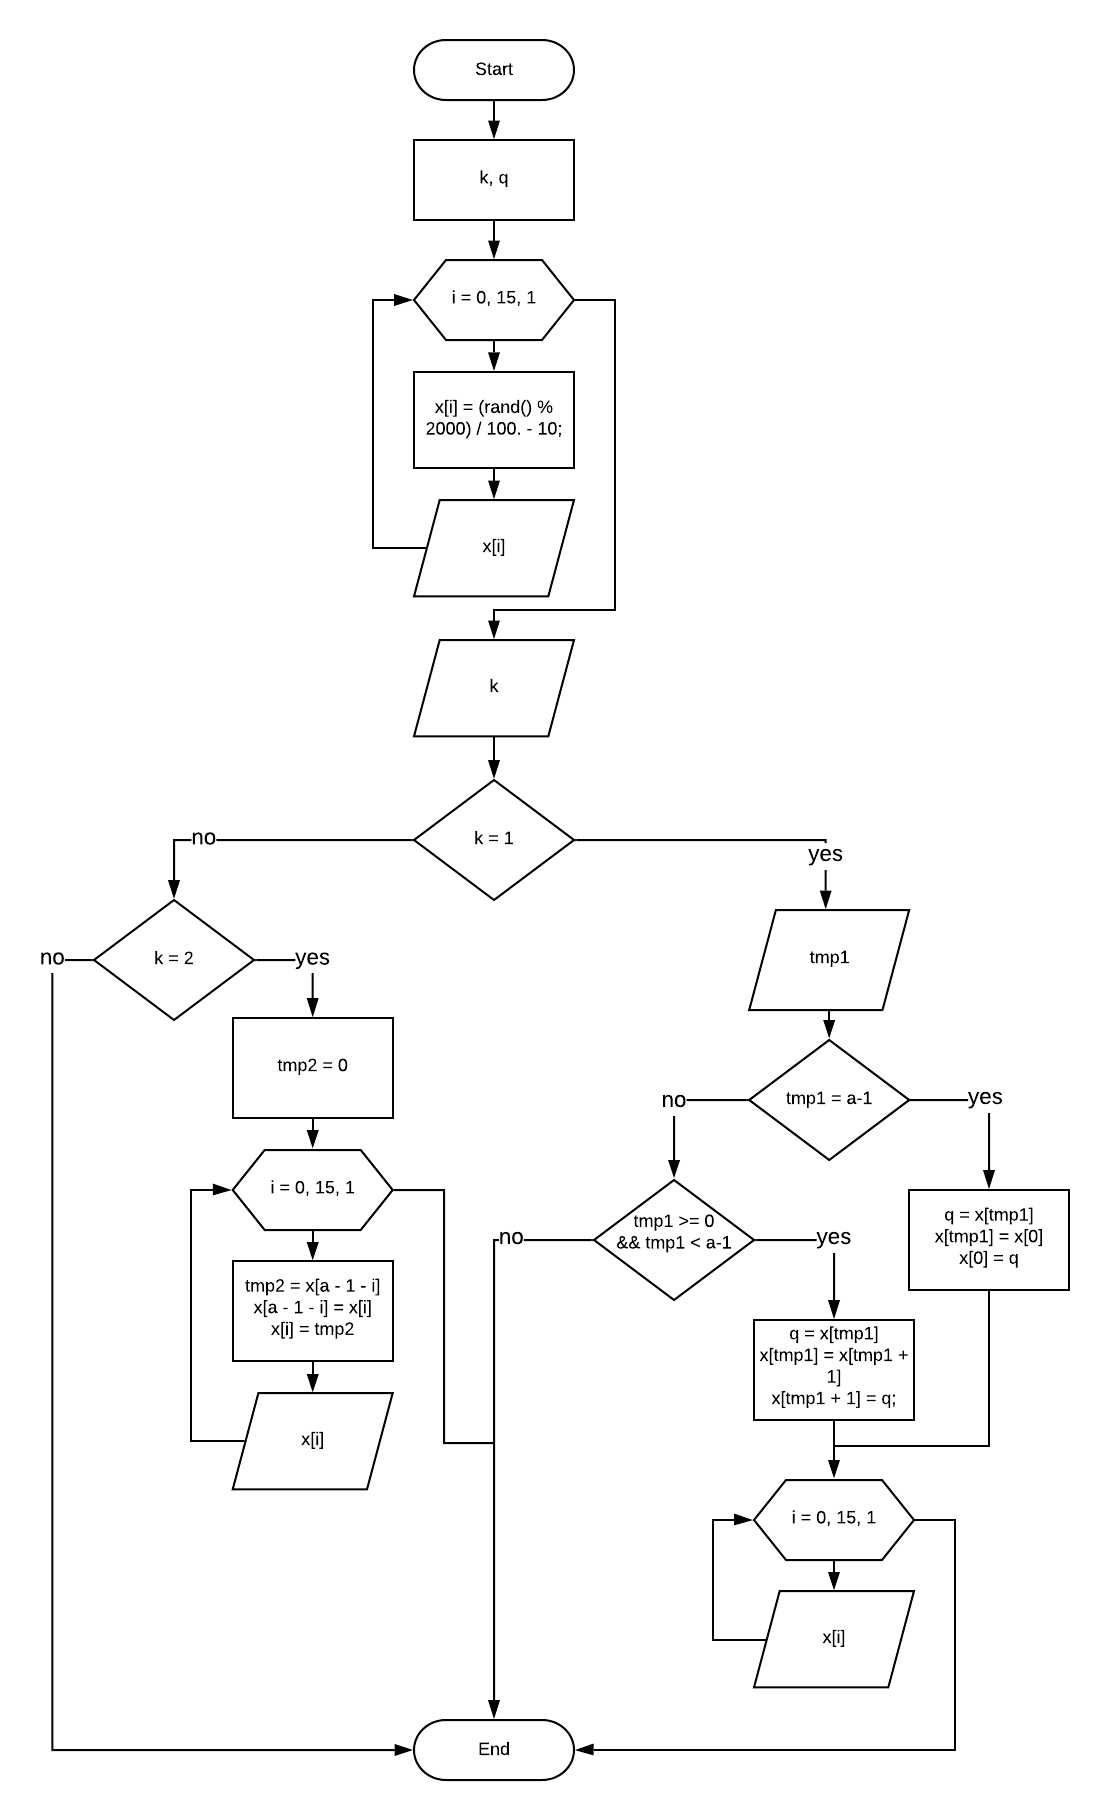 Start
k, q
i = 0, 15, 1
x[i] = (rand() %
2000) / 100. - 10;
x[i]
k
k = 1
no
yes
k = 2
no
yes
tmp1
tmp2 = 0
tmp1 = a-1
no
yes
i = 0, 15, 1
tmp1 >= 0
&& tmp1 < a-1
no
yes
q = x[tmp1]
x[tmp1] = x[0]
x[0] = q
tmp2 = x[a - 1 - i]
x[a - 1 - i] = x[i]
x[i] = tmp2
q = x[tmp1]
x[tmp1] = x[tmp1 +
1]
x[tmp1 + 1] = q;
x[i]
i = 0, 15, 1
x[i]
End